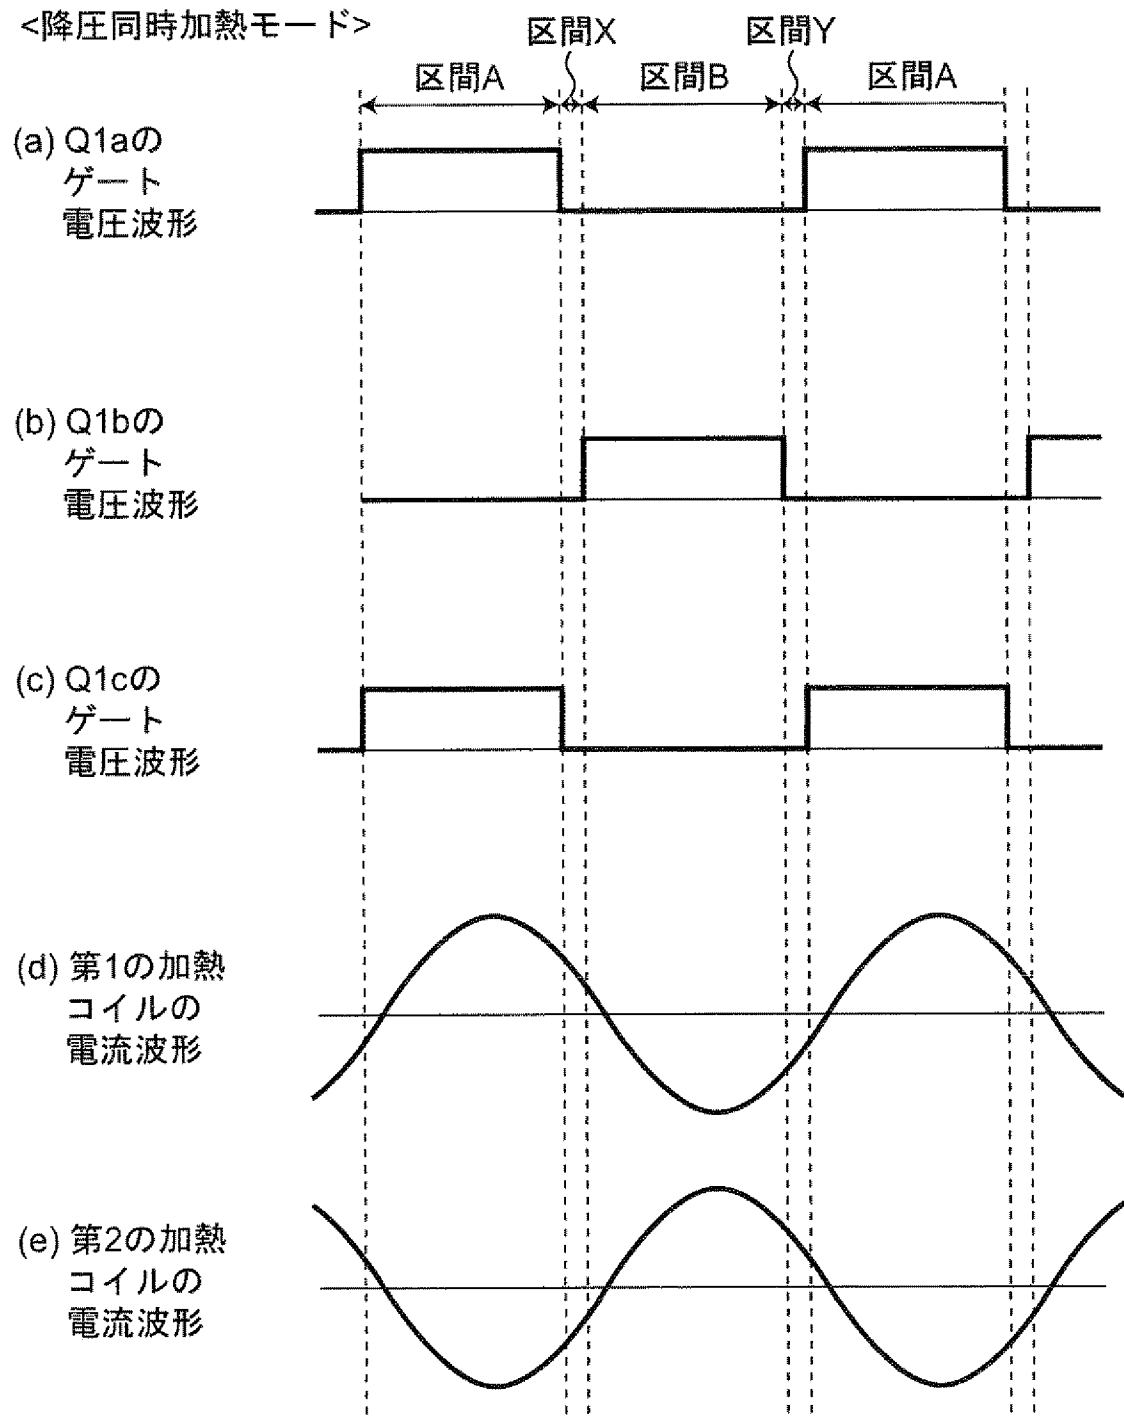 <降圧同時加熱モード>
区間X
区間Y
区間A
区間B
区間A
(a) Q1aの
ゲート
電圧波形
(b) Q1bの
ゲート
電圧波形
(c) Q1cの
ゲート
電圧波形
(d) 第1の加熱
コイルの
電流波形
(e) 第2の加熱
コイルの
電流波形